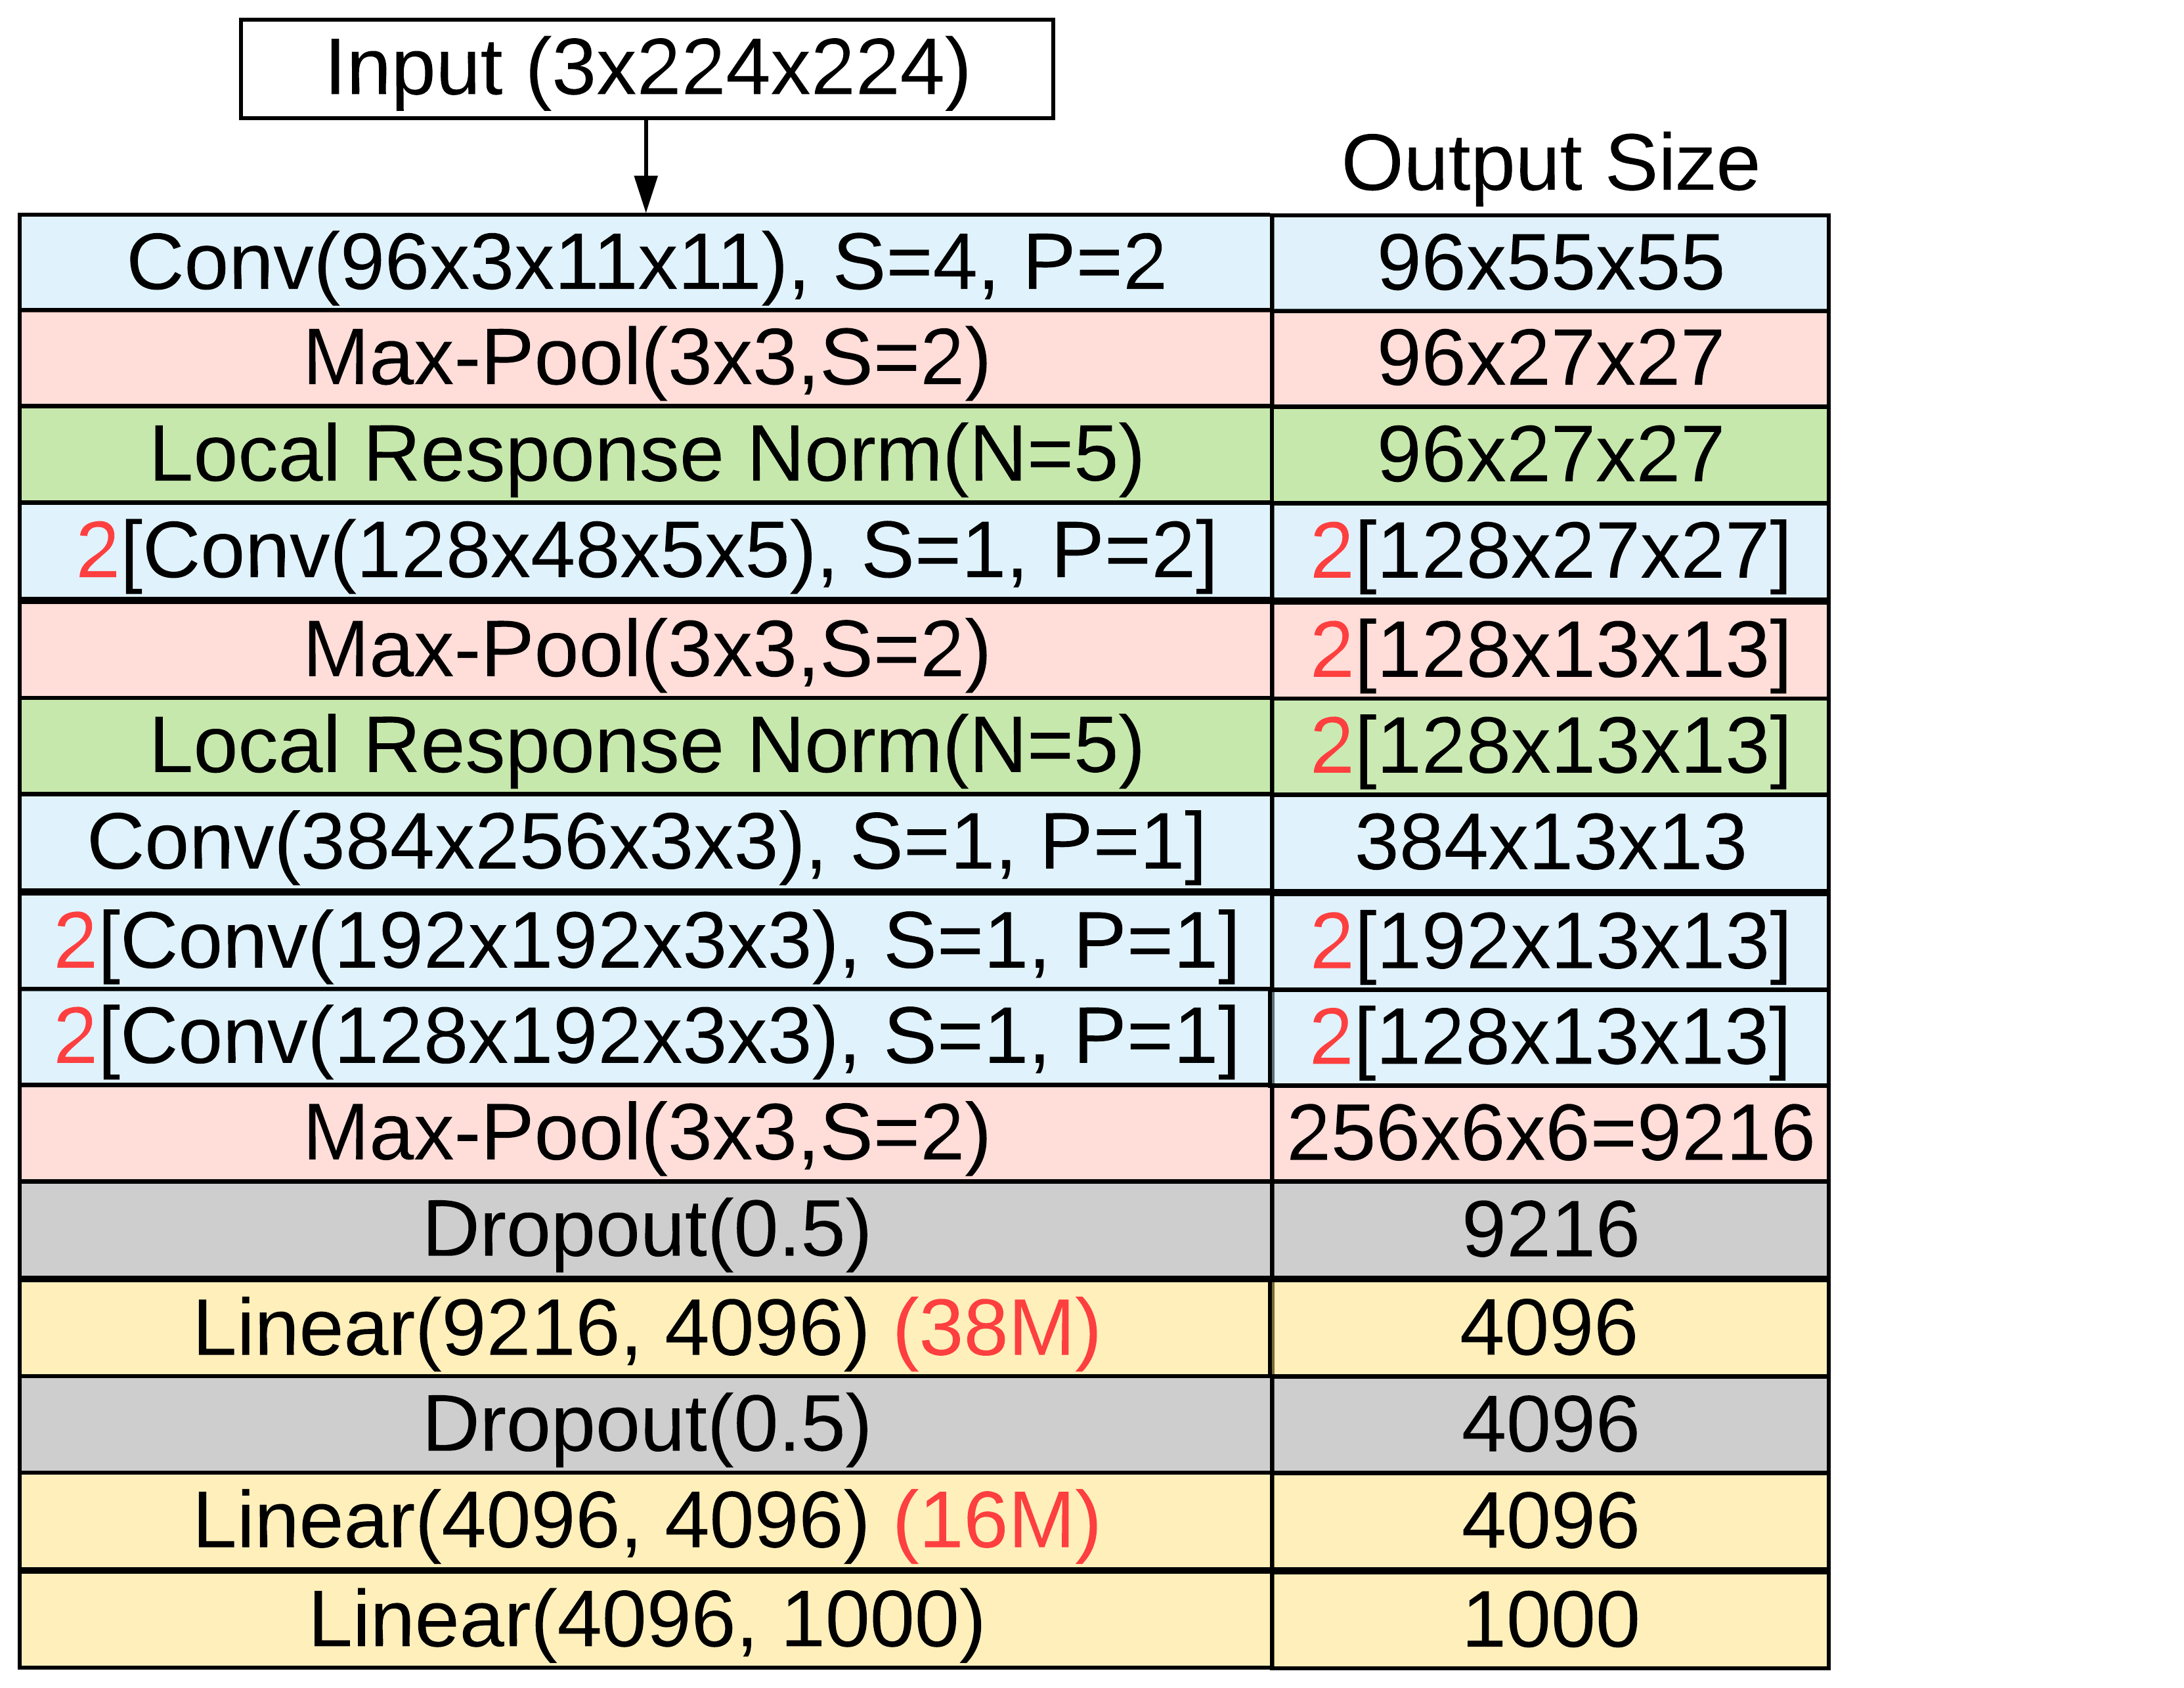 Input (3x224x224)
Output Size
Conv(96x3x11x11), S=4, P=2 96x55x55
Max-Pool(3x3,S=2) 96x27x27
Local Response Norm(N=5) 96x27x27
2[Conv(128x48x5x5), S=1, P=2] 2[128x27x27]
Max-Pool(3x3,S=2) 2[128x13x13]
Local Response Norm(N=5) 2[128x13x13]
Conv(384x256x3x3), S=1, P=1] 384x13x13
2[Conv(192x192x3x3), S=1, P=1] 2[192x13x13]
2[Conv(128x192x3x3), S=1, P=1] 2[128x13x13]
Max-Pool(3x3,S=2) 256x6x6=9216
Dropout(0.5) 9216
Linear(9216, 4096) (38M) 4096
Dropout(0.5) 4096
Linear(4096, 4096) (16M) 4096
Linear(4096, 1000) 1000